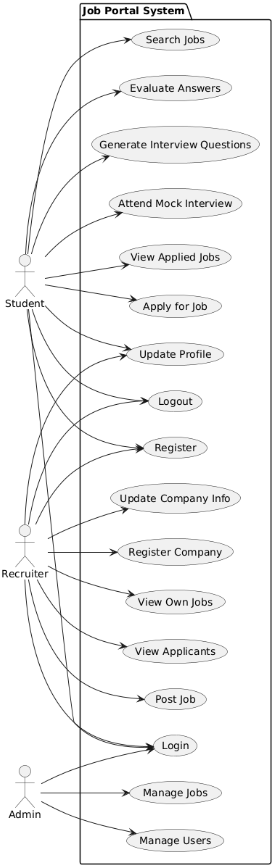 Job Portal System
Search Jobs
Evaluate Answers
Generate Interview Questions
Attend Mock Interview
View Applied Jobs
Student
Apply for Job
Update Profile
Logout
Register
Update Company Info
Register Company
Recruiter
View Own Jobs
View Applicants
Post Job
Login
Manage Jobs
Admin
Manage Users